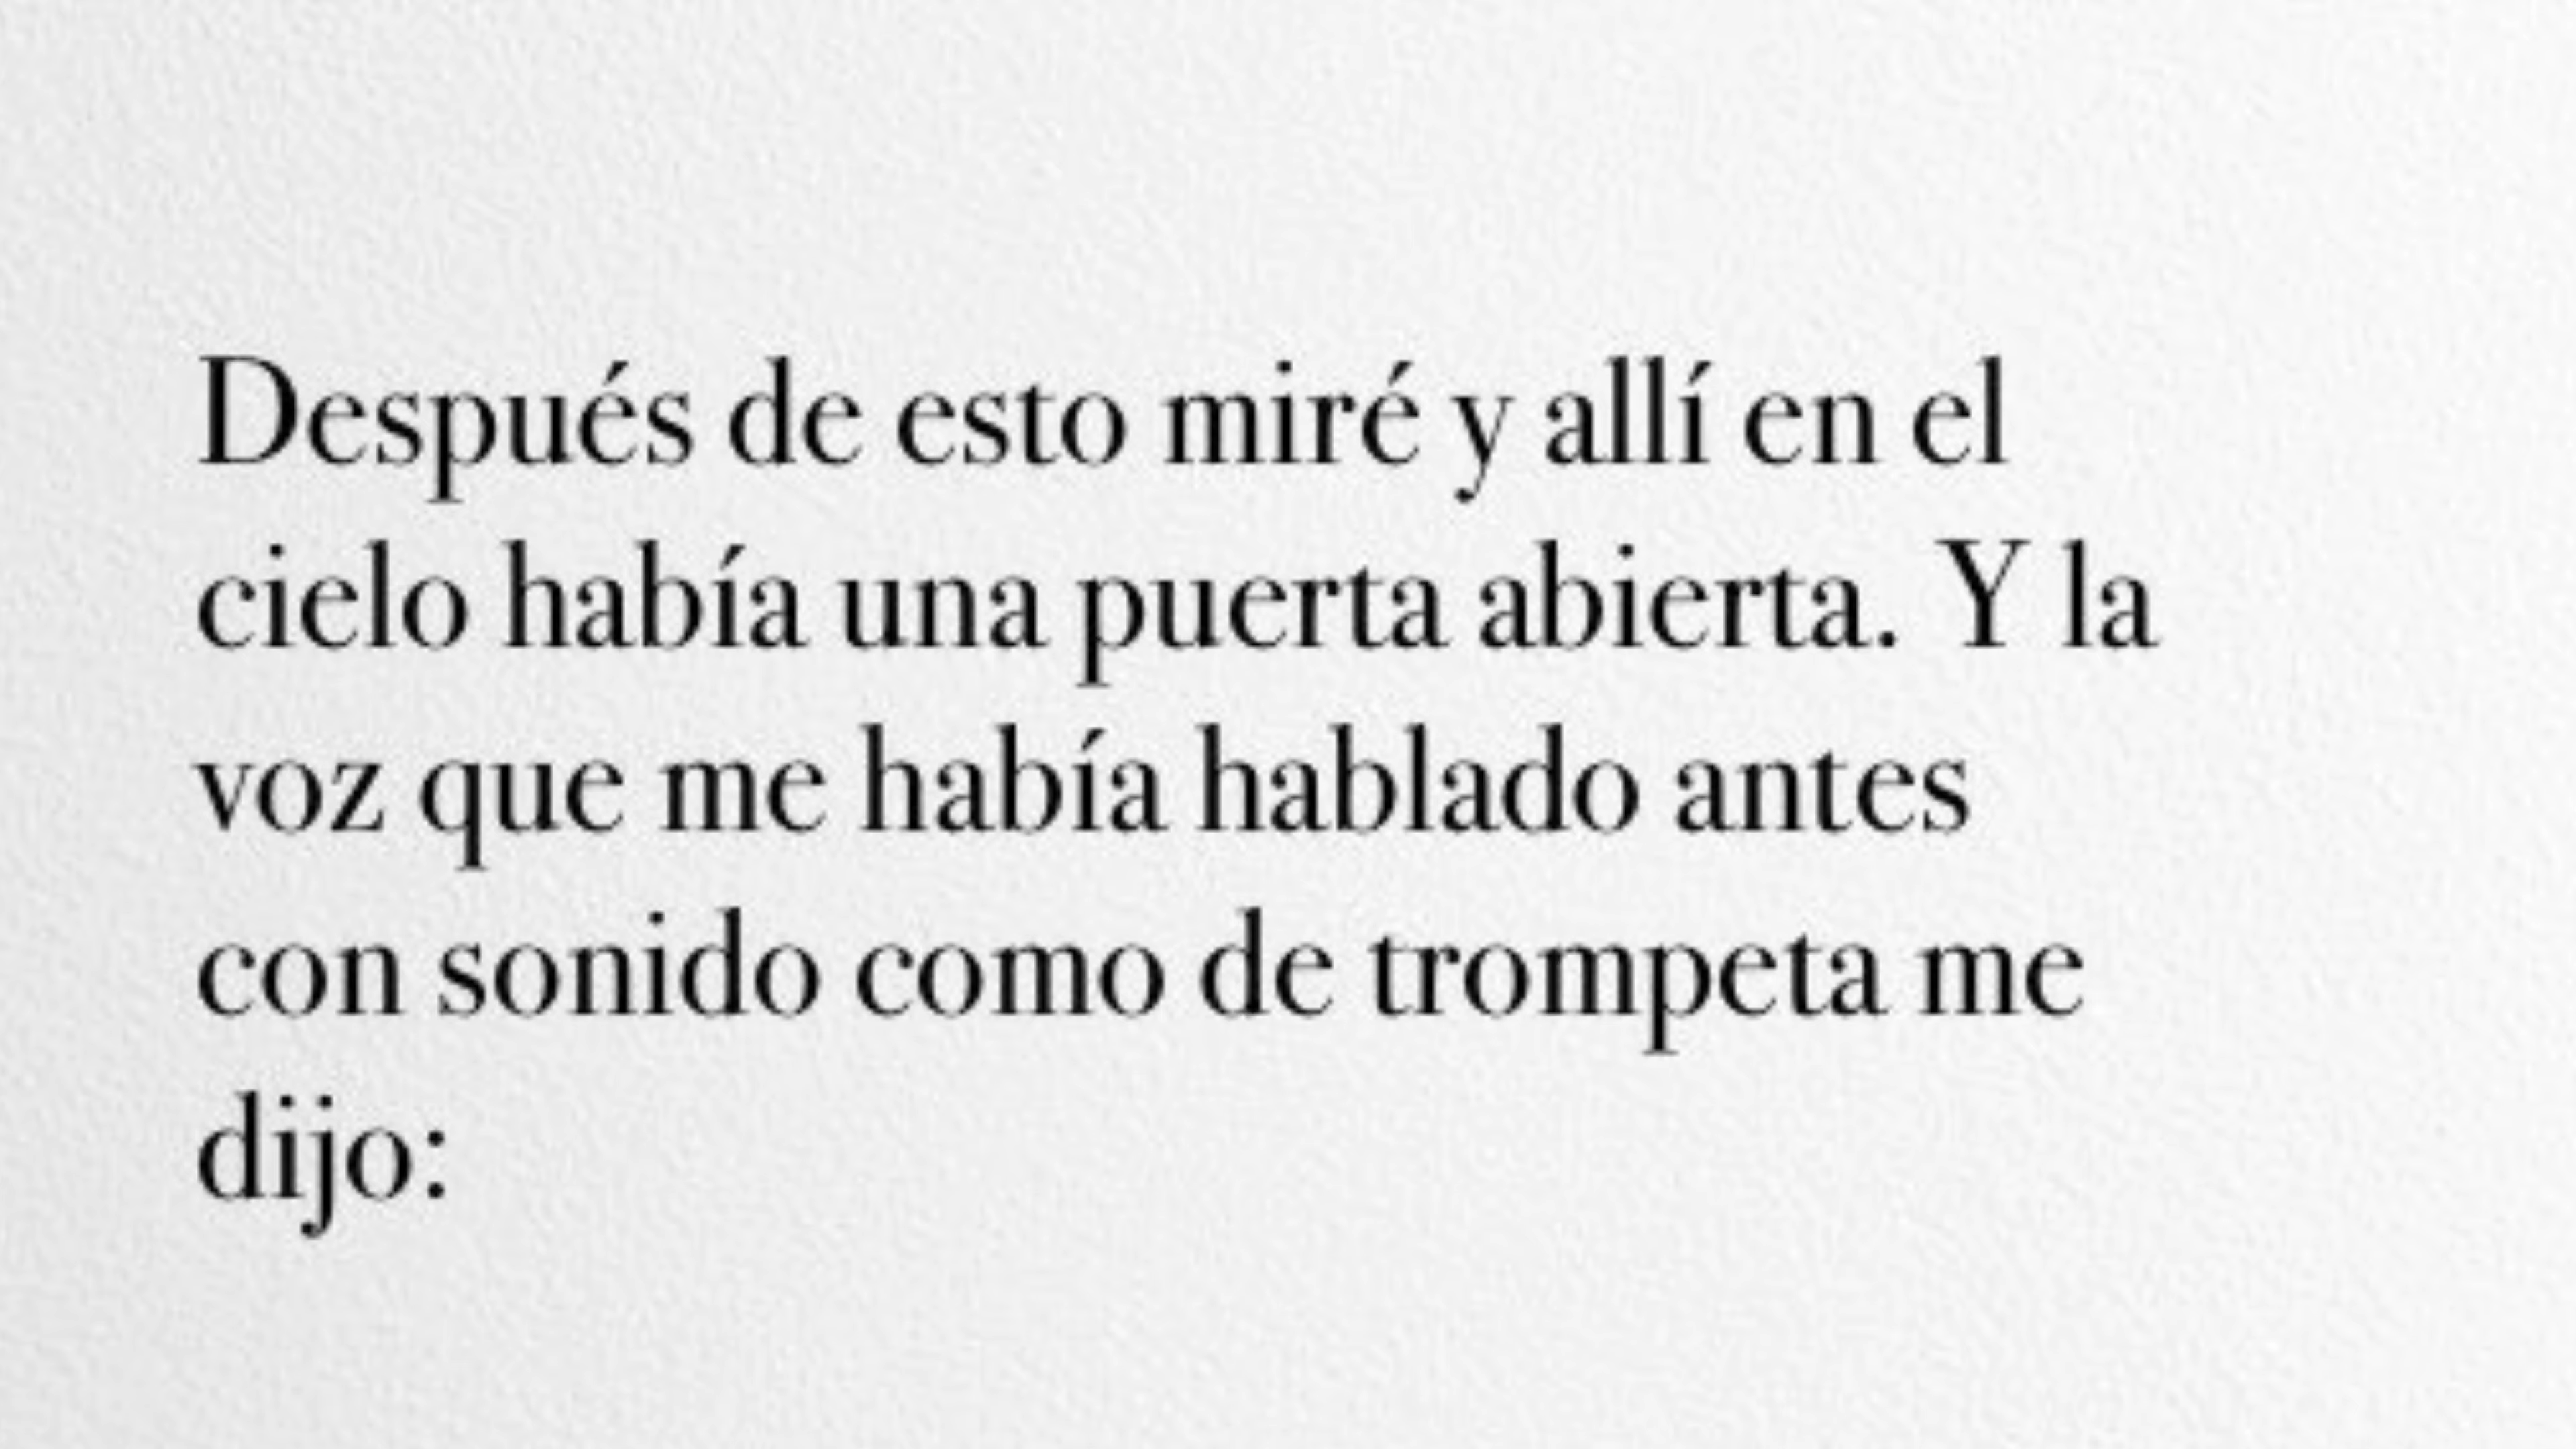 Después de esto miré y allí en el
cielo había una puerta abierta. Y la
voz que me había hablado antes
con sonido como de trompeta me
dijo: